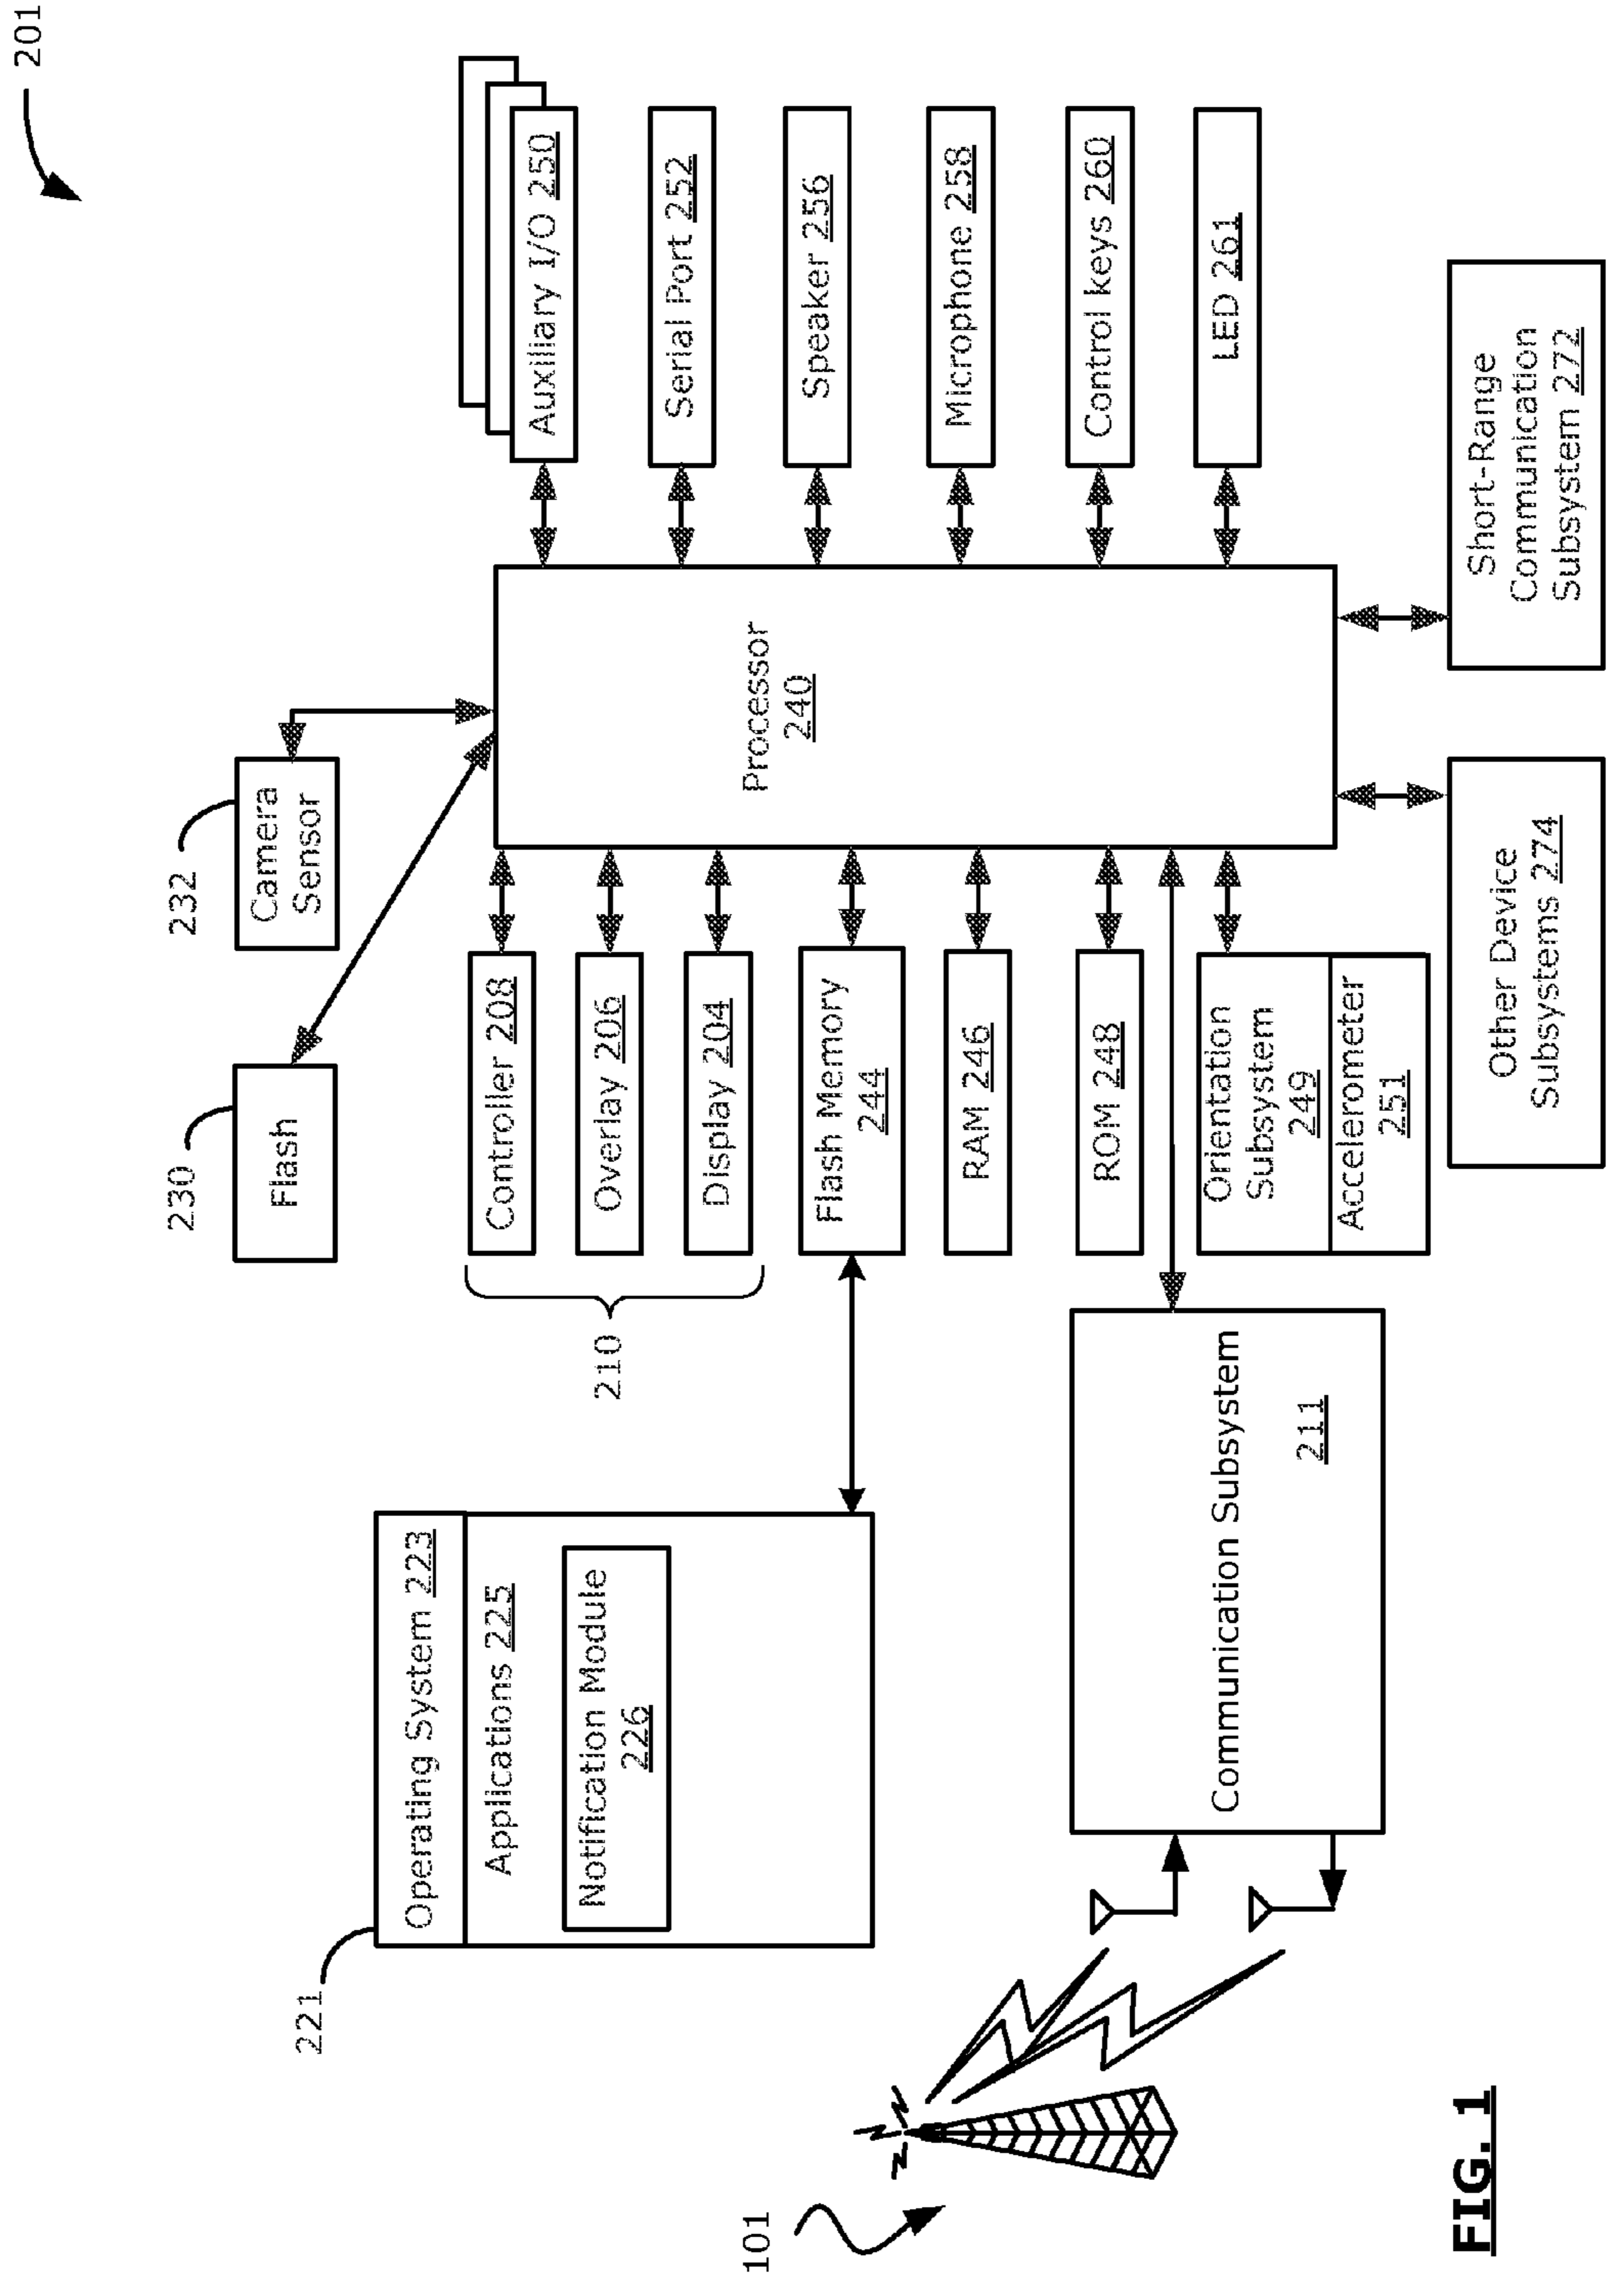 201
230
Flash
232
Camera
Sensor
221
Operating System 223
Applications 225
Notification Module
226
210
Controller 208
Overlay 206
Display 204
Flash Memory
244
RAM 246
ROM 248
Orientation
Subsystem
249
Accelerometer
251
Processor
240
Auxiliary I/O 250
Serial Port 252
Speaker 256
Microphone 258
Control keys 260
LED 261
101
Communication Subsystem
211
Other Device
Subsystems 274
Short-Range
Communication
Subsystem 272
FIG. 1